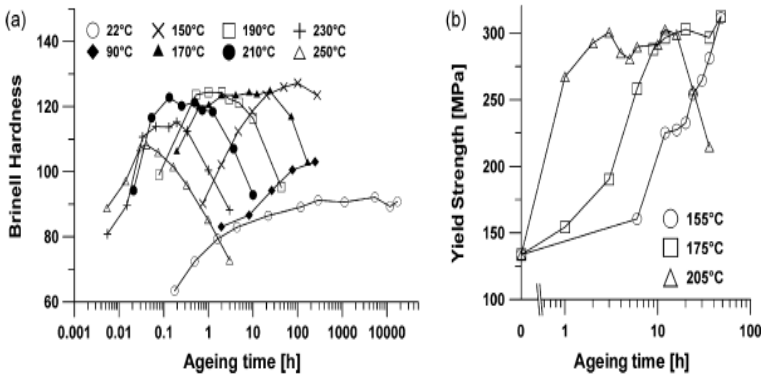 (a)
22°C 150°C 190°C 230°C
90°C 170°C 210°C 250°C
Brinell Hardness
150
120
100
80
60
0.001 0.01 0.1 1 10 100 1000 10000
Ageing time [h]
(b)
Yield Strength [MPa]
300
250
200
150
100
155°C
175°C
205°C
0 1 10 100
Ageing time [h]